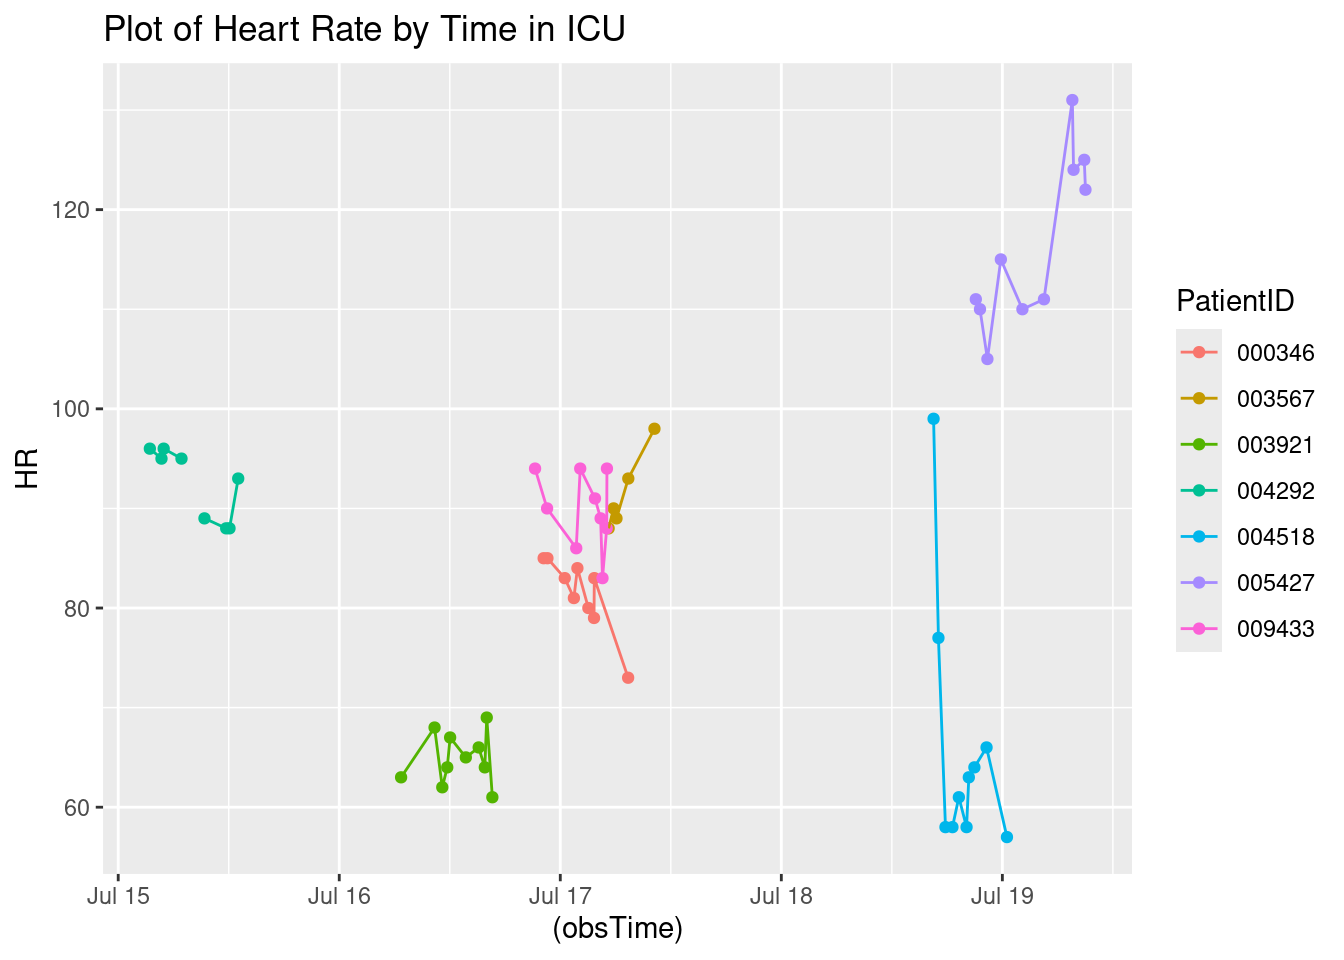 Plot of Heart Rate by Time in ICU
HR
120
100
80
60
Jul 15 Jul 16 Jul 17 Jul 18 Jul 19
(obsTime)
PatientID
000346
003567
003921
004292
004518
005427
009433